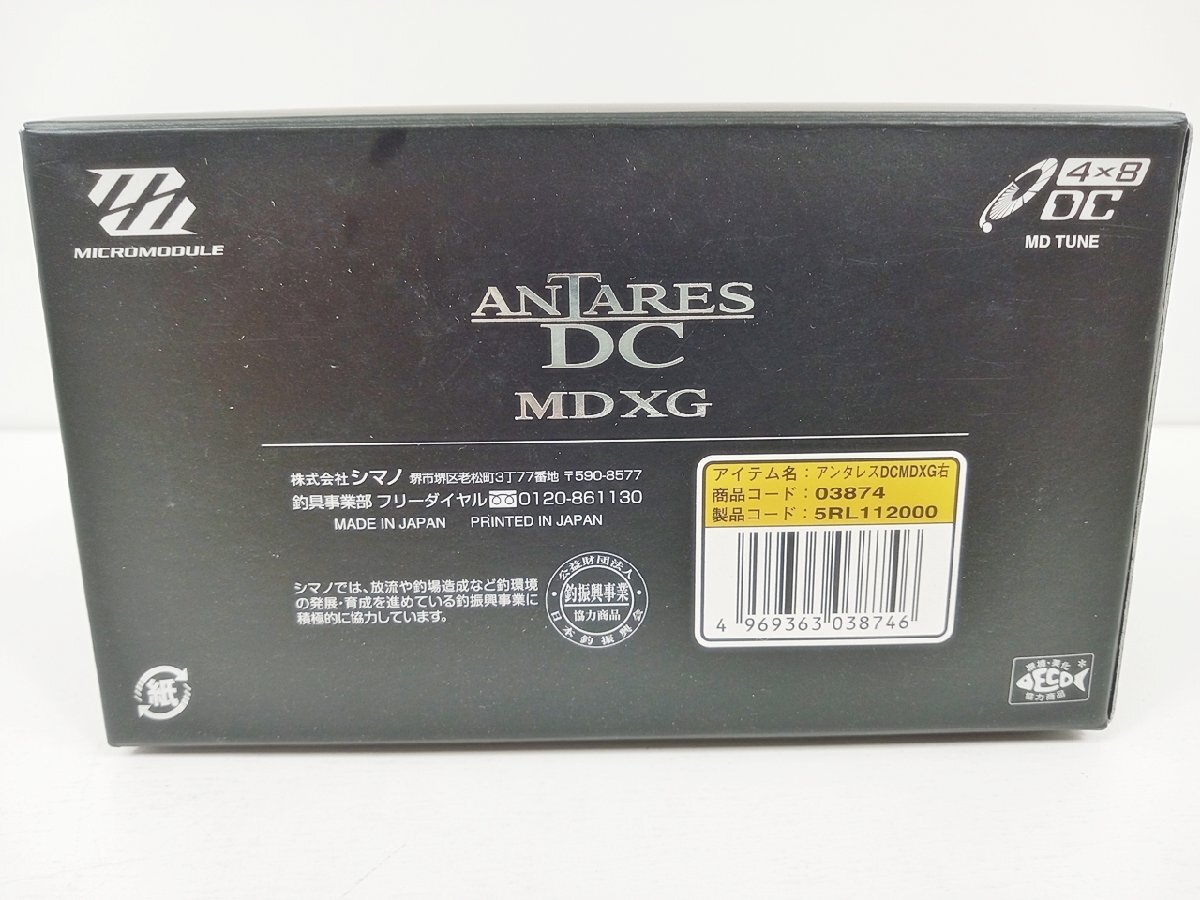 MICROMODULE
4×8
DC
MD TUNE
ANTARES
DC
MD XG
株式会社シマノ 堺市堺区老松町3丁77番地 〒590-8577
釣具事業部 フリーダイヤル 0120-861130
MADE IN JAPAN PRINTED IN JAPAN
シマノでは、放流や釣場造成など釣環境
の発展・育成を進めている釣振興事業に
積極的に協力しています。
公益財団法人
釣振興事業
協力商品
日本釣振興会
アイテム名：アンタレスDCMDXG右
商品コード：03874
製品コード：5RL112000
4 969363 038746
紙
環境・美化
ECO
協力商品